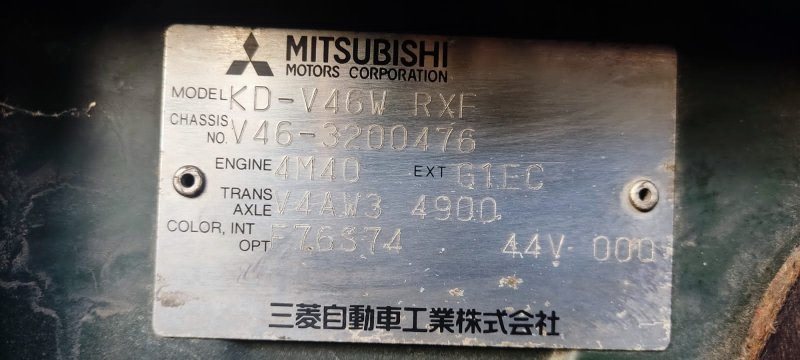 MITSUBISHI
MOTORS CORPORATION
MODEL KD-V46W RXF
CHASSIS NO. V46-3200476
ENGINE 4M40 EXT G1EC
TRANS AXLE V4AW3 4900
COLOR, INT OPT F76S74 44V 000
三菱自動車工業株式会社